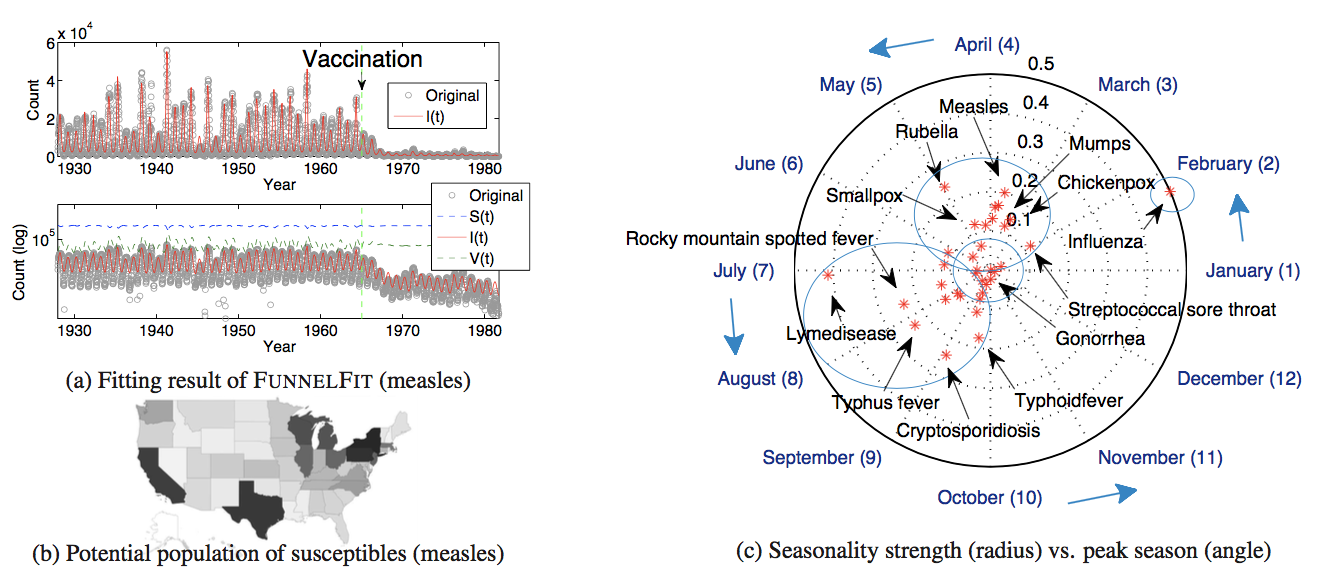 x 10^4
6
4
2
0
Count
Vaccination
Original
I(t)
1930 1940 1950 1960 1970 1980
Year
Count (log)
10^5
Original
S(t)
I(t)
V(t)
1930 1940 1950 1960 1970 1980
Year
(a) Fitting result of FUNNELFIT (measles)
(b) Potential population of susceptibles (measles)
April (4)
May (5)
March (3)
June (6)
February (2)
July (7)
January (1)
August (8)
December (12)
September (9)
November (11)
October (10)
0.5
0.4
0.3
0.2
0.1
Measles
Rubella
Mumps
Smallpox
Chickenpox
Rocky mountain spotted fever
Influenza
Streptococcal sore throat
Lymedisease
Gonorrhea
Typhus fever
Typhoidfever
Cryptosporidiosis
(c) Seasonality strength (radius) vs. peak season (angle)